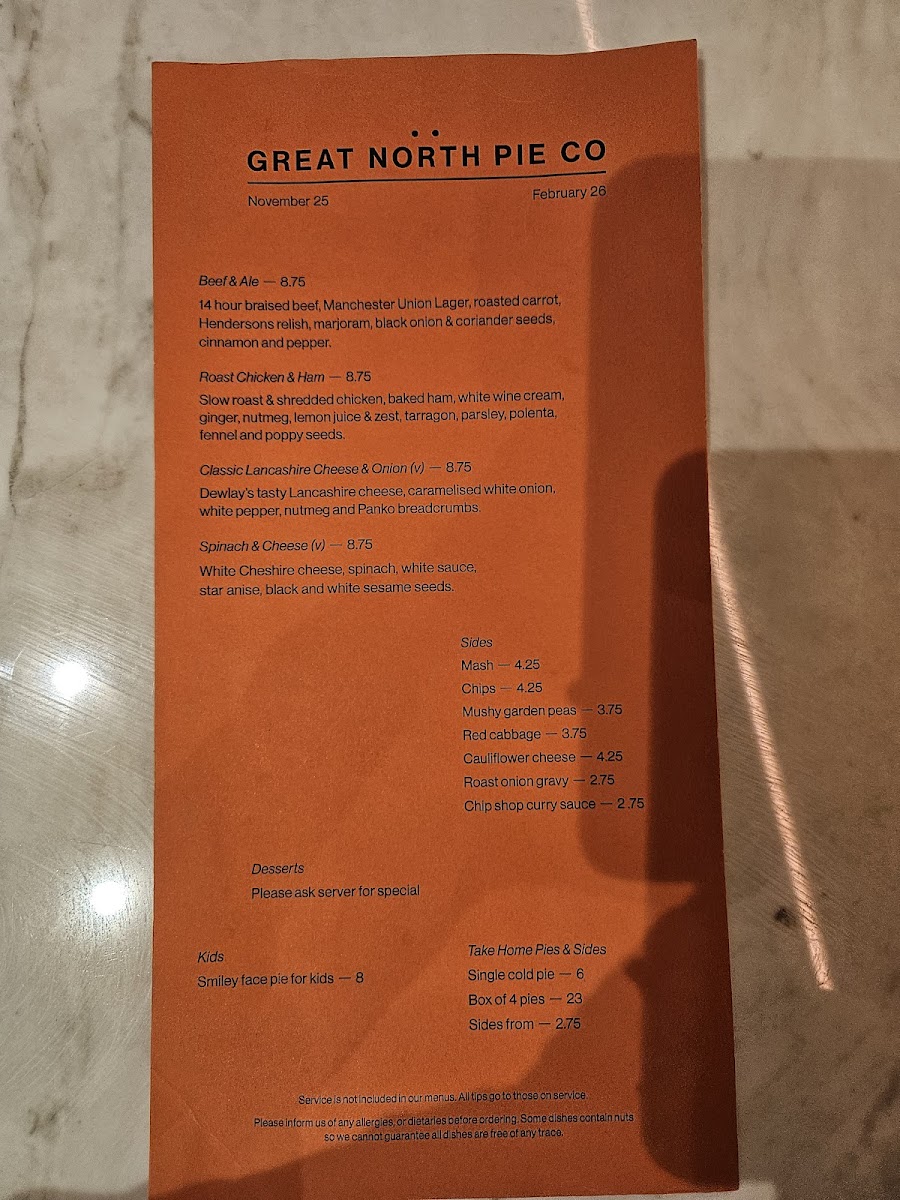 GREAT NORTH PIE CO
November 25 February 26
Beef & Ale — 8.75
14 hour braised beef, Manchester Union Lager, roasted carrot,
Hendersons relish, marjoram, black onion & coriander seeds,
cinnamon and pepper.
Roast Chicken & Ham — 8.75
Slow roast & shredded chicken, baked ham, white wine cream,
ginger, nutmeg, lemon juice & zest, tarragon, parsley, polenta,
fennel and poppy seeds.
Classic Lancashire Cheese & Onion (v) — 8.75
Dewlay's tasty Lancashire cheese, caramelised white onion,
white pepper, nutmeg and Panko breadcrumbs.
Spinach & Cheese (v) — 8.75
White Cheshire cheese, spinach, white sauce,
star anise, black and white sesame seeds.
Sides
Mash — 4.25
Chips — 4.25
Mushy garden peas — 3.75
Red cabbage — 3.75
Cauliflower cheese — 4.25
Roast onion gravy — 2.75
Chip shop curry sauce — 2.75
Desserts
Please ask server for special
Kids
Smiley face pie for kids — 8
Take Home Pies & Sides
Single cold pie — 6
Box of 4 pies — 23
Sides from — 2.75
Service is not included in our menus. All tips go to those on service.
Please inform us of any allergies, or dietaries before ordering. Some dishes contain nuts
so we cannot guarantee all dishes are free of any trace.